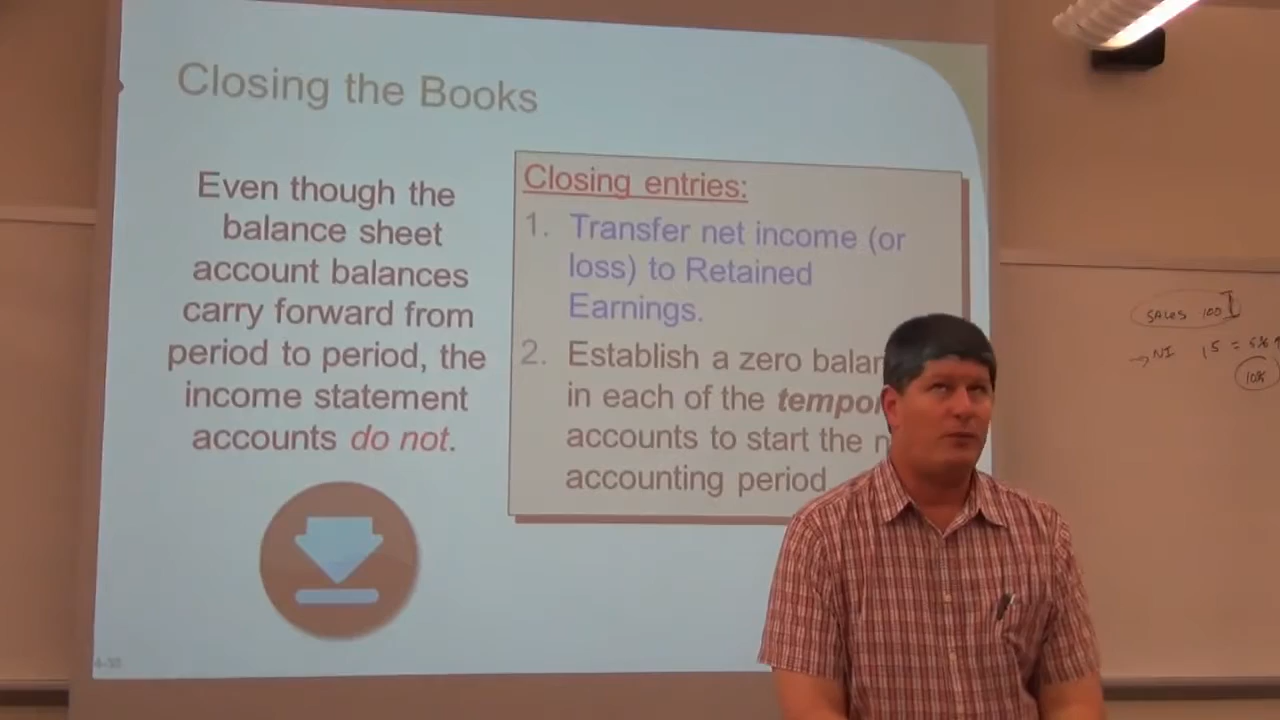 Closing the Books
Even though the
balance sheet
account balances
carry forward from
period to period, the
income statement
accounts do not.
Closing entries:
1. Transfer net income (or
loss) to Retained
Earnings.
2. Establish a zero balan
in each of the tempor
accounts to start the n
accounting period
SALES 100
→ NI 15 =
10%